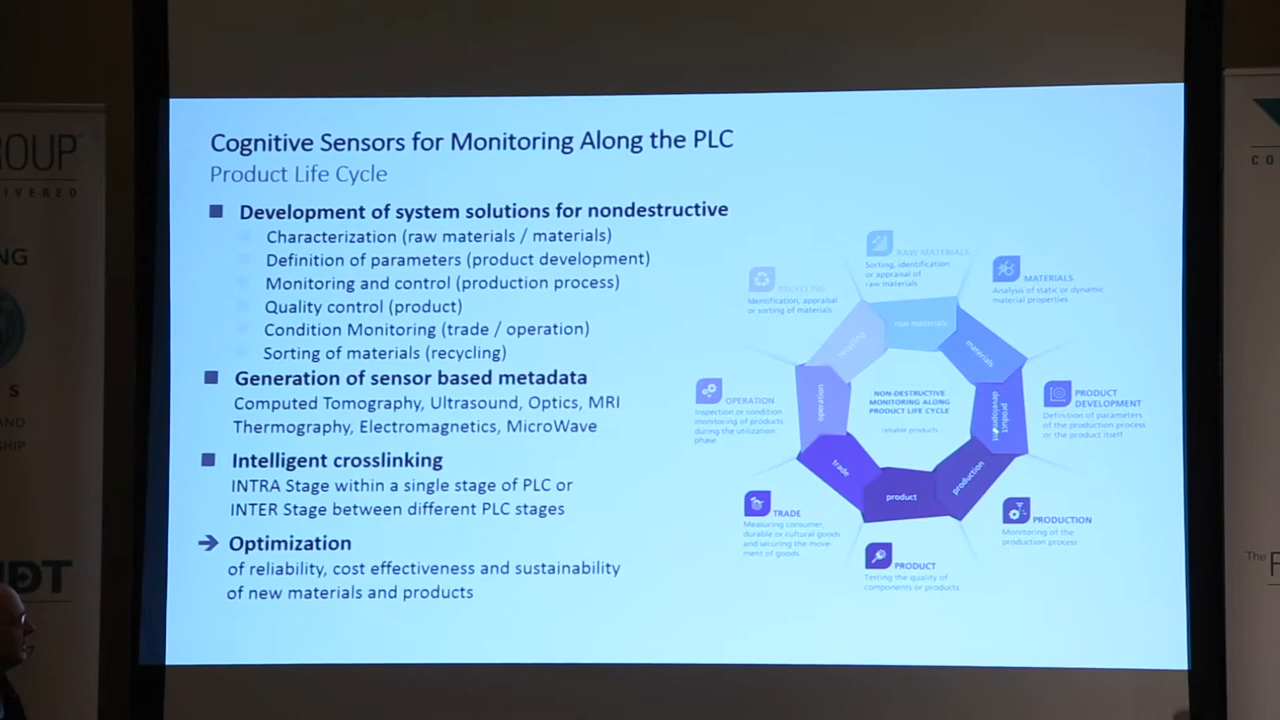 Cognitive Sensors for Monitoring Along the PLC
Product Life Cycle
Development of system solutions for nondestructive
Characterization (raw materials / materials)
Definition of parameters (product development)
Monitoring and control (production process)
Quality control (product)
Condition Monitoring (trade / operation)
Sorting of materials (recycling)
Generation of sensor based metadata
Computed Tomography, Ultrasound, Optics, MRI
Thermography, Electromagnetics, MicroWave
Intelligent crosslinking
INTRA Stage within a single stage of PLC or
INTER Stage between different PLC stages
Optimization
of reliability, cost effectiveness and sustainability
of new materials and products
RAW MATERIALS
Sorting, identification
or appraisal of
raw materials
MATERIALS
Analysis of static or dynamic
material properties
PRODUCT
DEVELOPMENT
Definition of parameters
of the production process
or the product itself
PRODUCTION
Monitoring of the
production process
PRODUCT
Testing the quality of
components or products
TRADE
Measuring consumer,
durable or cultural goods
and securing the move-
ment of goods.
OPERATION
Inspection or condition
monitoring of products
during the utilization
phase
RECYCLING
Identification, appraisal
or sorting of materials
raw materials
materials
product
development
production
product
trade
operation
recycling
NON-DESTRUCTIVE
MONITORING ALONG
PRODUCT LIFE CYCLE
reliable products
ROUP
IVERED
NG
S
AND
SHIP
UDT
CO
The